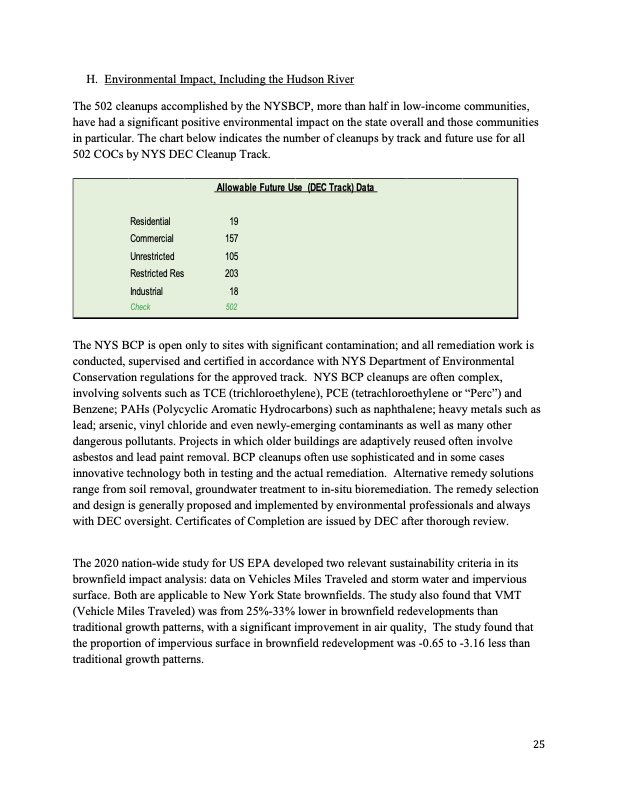 H. Environmental Impact, Including the Hudson River
The 502 cleanups accomplished by the NYSBCP, more than half in low-income communities,
have had a significant positive environmental impact on the state overall and those communities
in particular. The chart below indicates the number of cleanups by track and future use for all
502 COCs by NYS DEC Cleanup Track.
Allowable Future Use (DEC Track) Data
Residential 19
Commercial 157
Unrestricted 105
Restricted Res 203
Industrial 18
Check 502
The NYS BCP is open only to sites with significant contamination; and all remediation work is
conducted, supervised and certified in accordance with NYS Department of Environmental
Conservation regulations for the approved track. NYS BCP cleanups are often complex,
involving solvents such as TCE (trichloroethylene), PCE (tetrachloroethylene or “Perc”) and
Benzene; PAHs (Polycyclic Aromatic Hydrocarbons) such as naphthalene; heavy metals such as
lead; arsenic, vinyl chloride and even newly-emerging contaminants as well as many other
dangerous pollutants. Projects in which older buildings are adaptively reused often involve
asbestos and lead paint removal. BCP cleanups often use sophisticated and in some cases
innovative technology both in testing and the actual remediation. Alternative remedy solutions
range from soil removal, groundwater treatment to in-situ bioremediation. The remedy selection
and design is generally proposed and implemented by environmental professionals and always
with DEC oversight. Certificates of Completion are issued by DEC after thorough review.
The 2020 nation-wide study for US EPA developed two relevant sustainability criteria in its
brownfield impact analysis: data on Vehicles Miles Traveled and storm water and impervious
surface. Both are applicable to New York State brownfields. The study also found that VMT
(Vehicle Miles Traveled) was from 25%-33% lower in brownfield redevelopments than
traditional growth patterns, with a significant improvement in air quality, The study found that
the proportion of impervious surface in brownfield redevelopment was -0.65 to -3.16 less than
traditional growth patterns.
25